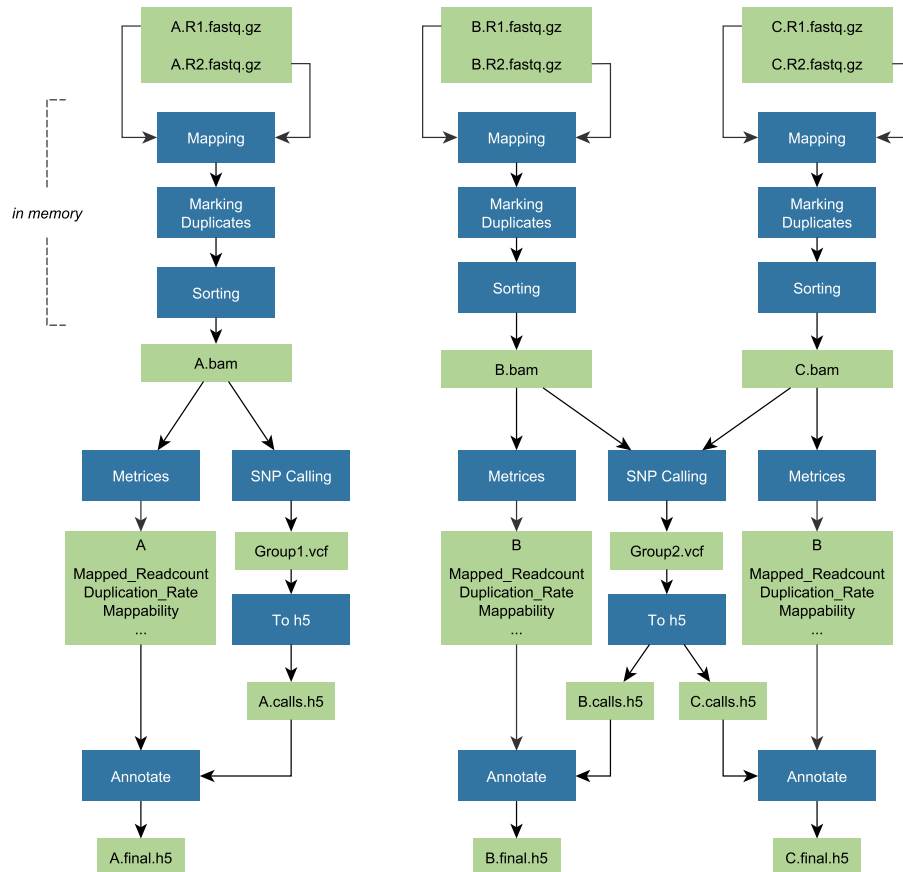 A.R1.fastq.gz
A.R2.fastq.gz
B.R1.fastq.gz
B.R2.fastq.gz
C.R1.fastq.gz
C.R2.fastq.gz
in memory
Mapping
Mapping
Mapping
Marking
Duplicates
Marking
Duplicates
Marking
Duplicates
Sorting
Sorting
Sorting
A.bam
B.bam
C.bam
Metrices
SNP Calling
Metrices
SNP Calling
Metrices
A
Mapped_Readcount
Duplication_Rate
Mappability
...
Group1.vcf
B
Mapped_Readcount
Duplication_Rate
Mappability
...
Group2.vcf
B
Mapped_Readcount
Duplication_Rate
Mappability
...
To h5
To h5
A.calls.h5
B.calls.h5
C.calls.h5
Annotate
Annotate
Annotate
A.final.h5
B.final.h5
C.final.h5